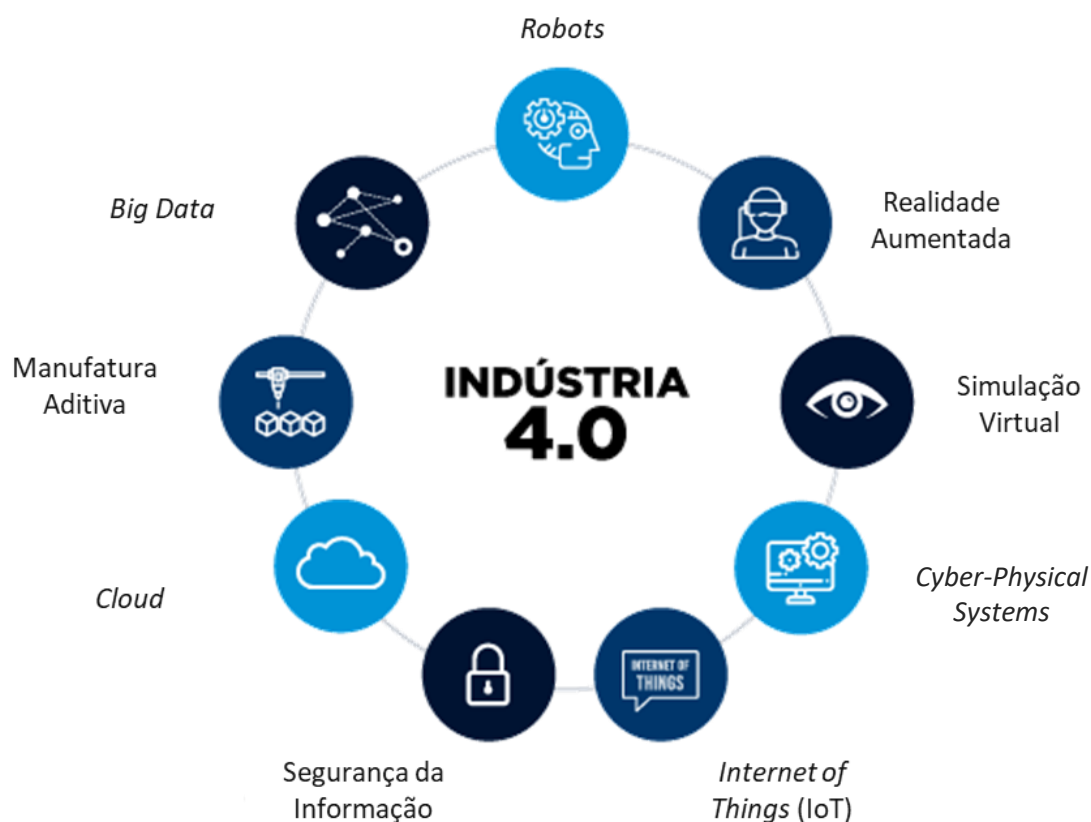 Robots
Realidade
Aumentada
Big Data
Manufatura
Aditiva
INDÚSTRIA
4.0
Simulação
Virtual
Cloud
Cyber-Physical
Systems
INTERNET OF
THINGS
Segurança da
Informação
Internet of
Things (IoT)